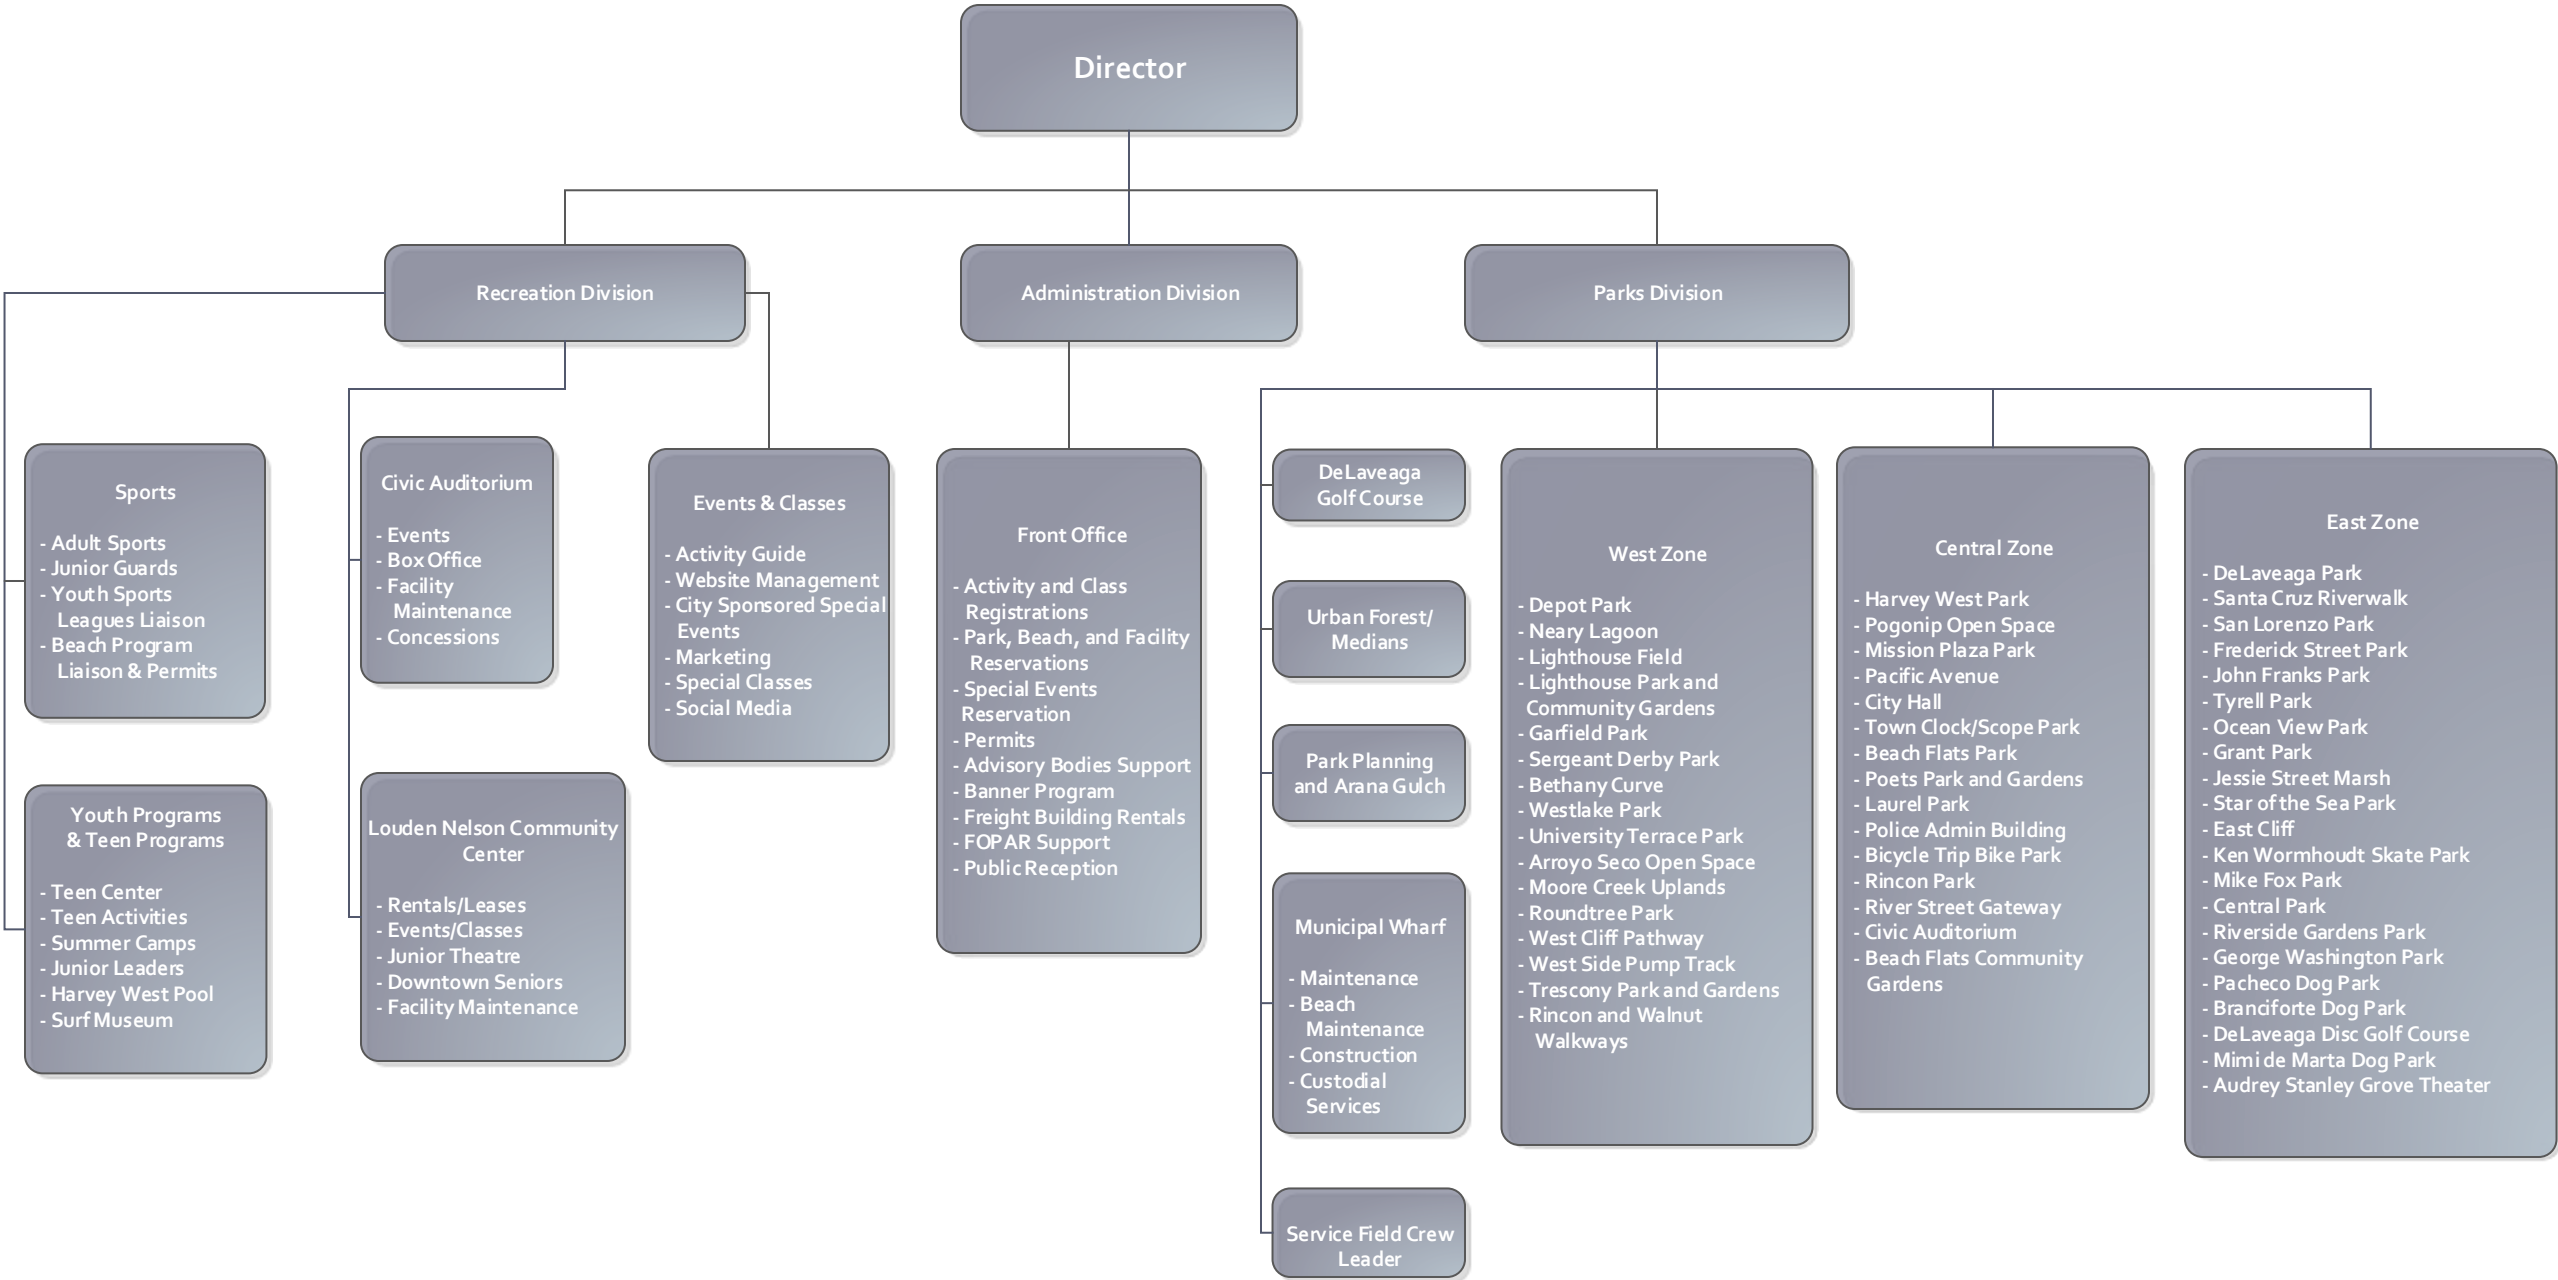 Director
Recreation Division
Administration Division
Parks Division
Sports
- Adult Sports
- Junior Guards
- Youth Sports
Leagues Liaison
- Beach Program
Liaison & Permits
Youth Programs
& Teen Programs
- Teen Center
- Teen Activities
- Summer Camps
- Junior Leaders
- Harvey West Pool
- Surf Museum
Civic Auditorium
- Events
- Box Office
- Facility
Maintenance
- Concessions
Louden Nelson Community
Center
- Rentals/Leases
- Events/Classes
- Junior Theatre
- Downtown Seniors
- Facility Maintenance
Events & Classes
- Activity Guide
- Website Management
- City Sponsored Special
Events
- Marketing
- Special Classes
- Social Media
Front Office
- Activity and Class
Registrations
- Park, Beach, and Facility
Reservations
- Special Events
Reservation
- Permits
- Advisory Bodies Support
- Banner Program
- Freight Building Rentals
- FOPAR Support
- Public Reception
DeLaveaga
Golf Course
Urban Forest/
Medians
Park Planning
and Arana Gulch
Municipal Wharf
- Maintenance
- Beach
Maintenance
- Construction
- Custodial
Services
Service Field Crew
Leader
West Zone
- Depot Park
- Neary Lagoon
- Lighthouse Field
- Lighthouse Park and
Community Gardens
- Garfield Park
- Sergeant Derby Park
- Bethany Curve
- Westlake Park
- University Terrace Park
- Arroyo Seco Open Space
- Moore Creek Uplands
- Roundtree Park
- West Cliff Pathway
- West Side Pump Track
- Trescony Park and Gardens
- Rincon and Walnut
Walkways
Central Zone
- Harvey West Park
- Pogonip Open Space
- Mission Plaza Park
- Pacific Avenue
- City Hall
- Town Clock/Scope Park
- Beach Flats Park
- Poets Park and Gardens
- Laurel Park
- Police Admin Building
- Bicycle Trip Bike Park
- Rincon Park
- River Street Gateway
- Civic Auditorium
- Beach Flats Community
Gardens
East Zone
- DeLaveaga Park
- Santa Cruz Riverwalk
- San Lorenzo Park
- Frederick Street Park
- John Franks Park
- Tyrell Park
- Ocean View Park
- Grant Park
- Jessie Street Marsh
- Star of the Sea Park
- East Cliff
- Ken Wormhoudt Skate Park
- Mike Fox Park
- Central Park
- Riverside Gardens Park
- George Washington Park
- Pacheco Dog Park
- Branciforte Dog Park
- DeLaveaga Disc Golf Course
- Mimi de Marta Dog Park
- Audrey Stanley Grove Theater